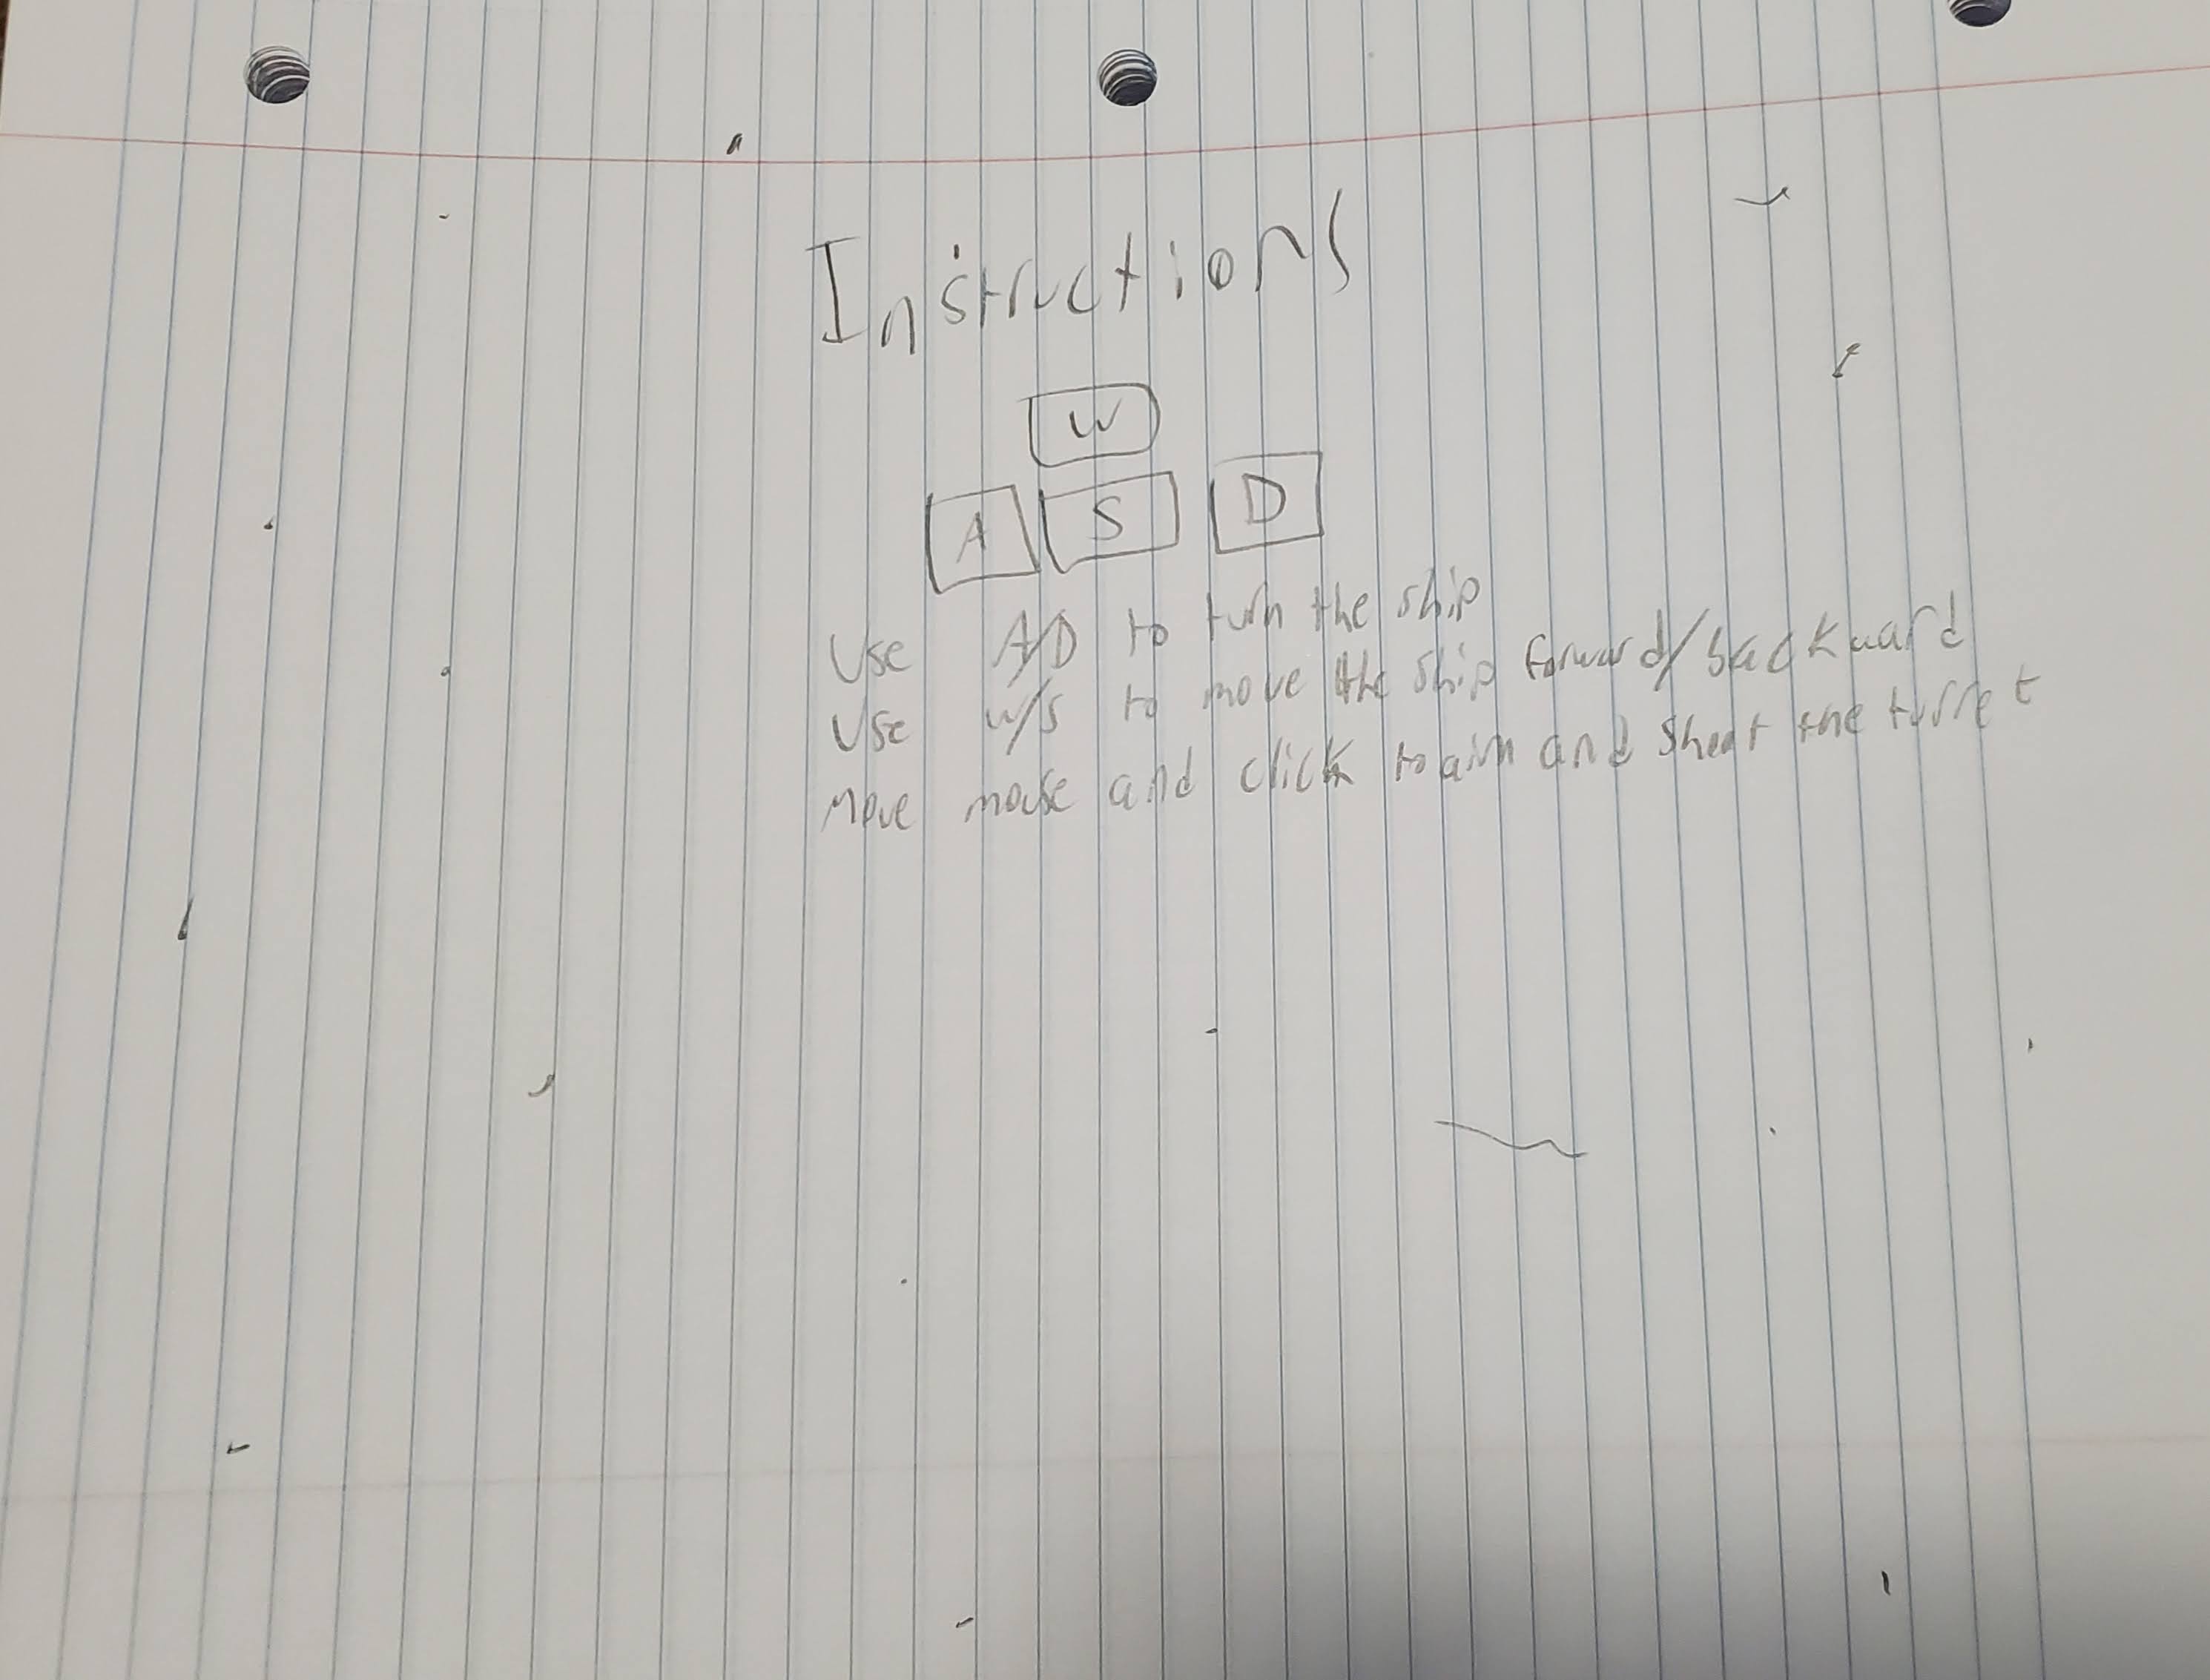 Instructions
W
A S D
Use A/D to turn the ship
Use W/S to move the ship forward/backward
Move mouse and click to aim and shoot the turret